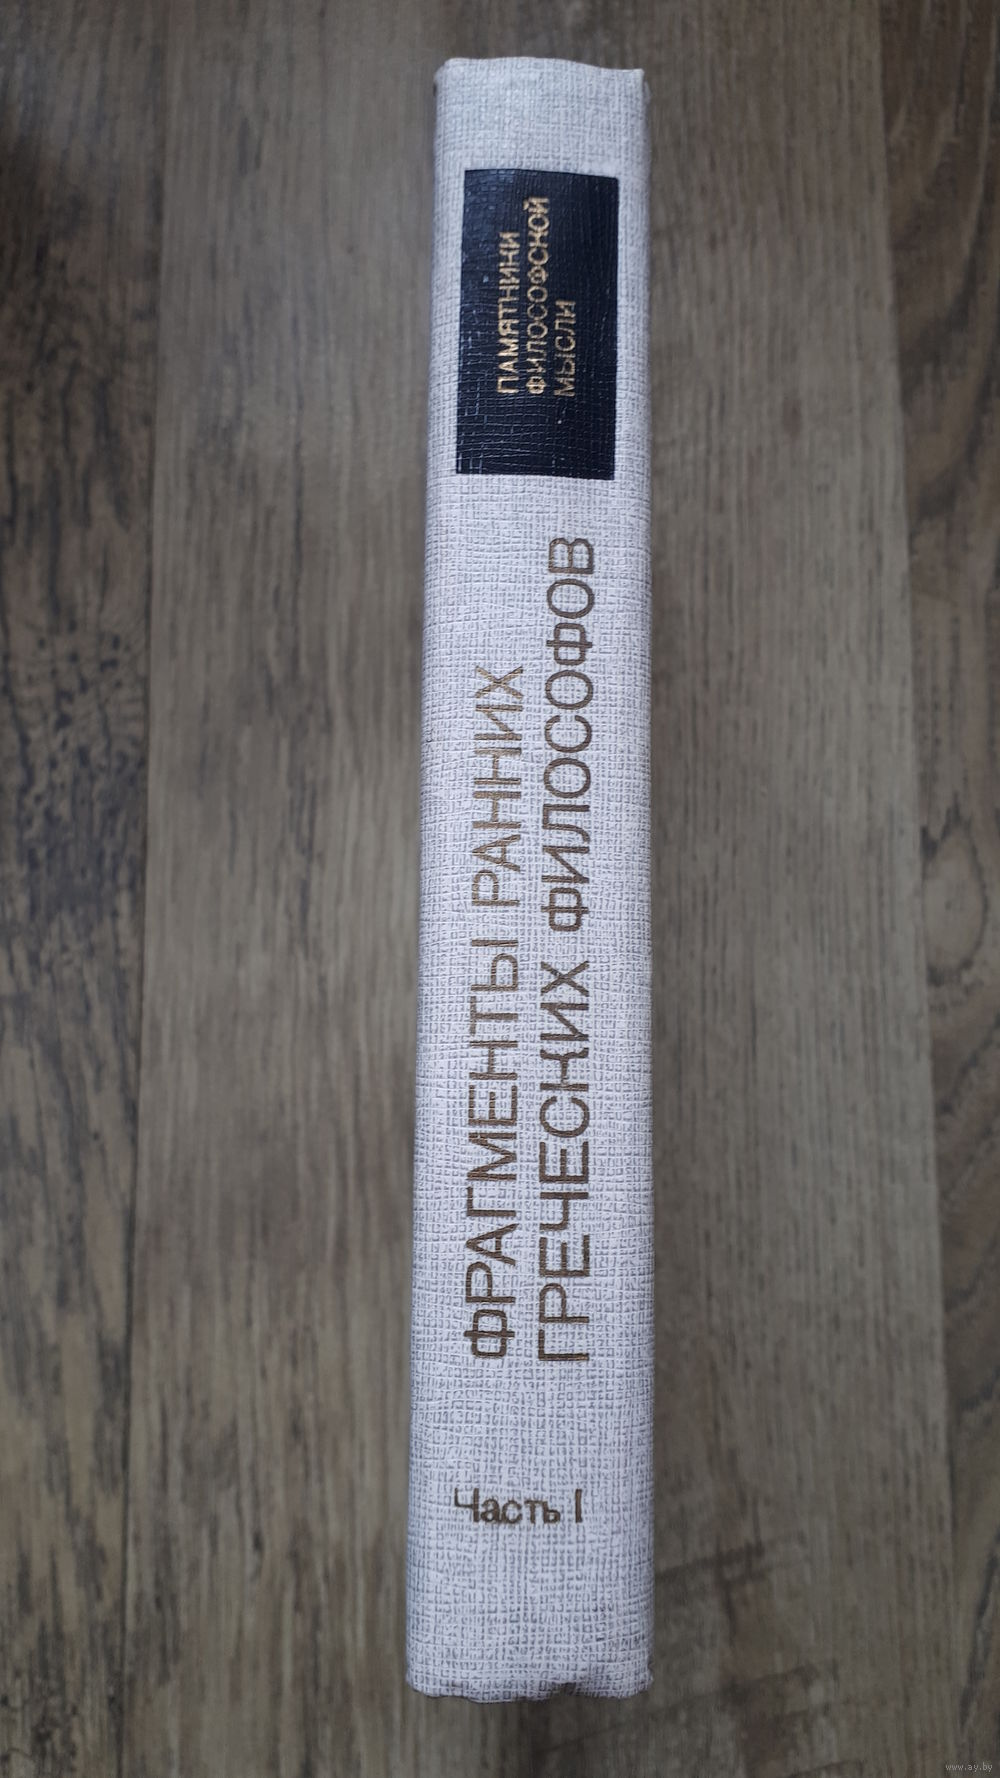 ПАМЯТНИКИ
ФИЛОСОФСКОЙ
МЫСЛИ
ФРАГМЕНТЫ РАННИХ
ГРЕЧЕСКИХ ФИЛОСОФОВ
Часть I
www.ay.by